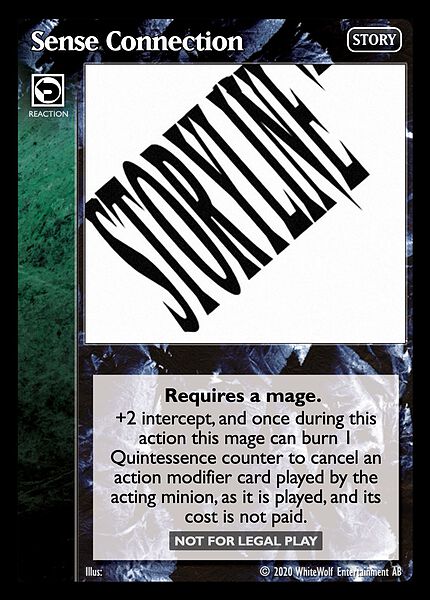 Sense Connection
STORY
REACTION
STORYLINE
Requires a mage.
+2 intercept, and once during this
action this mage can burn 1
Quintessence counter to cancel an
action modifier card played by the
acting minion, as it is played, and its
cost is not paid.
NOT FOR LEGAL PLAY
Illus:
© 2020 WhiteWolf Entertainment AB